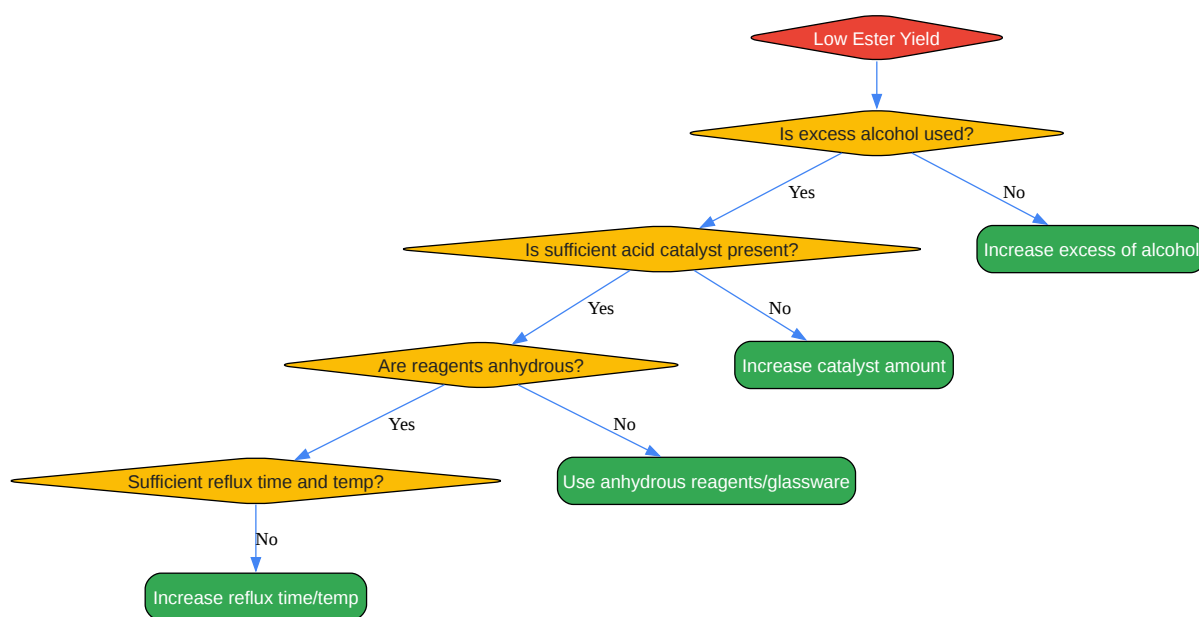 Low Ester Yield
Is excess alcohol used?
Yes
No
Is sufficient acid catalyst present?
Increase excess of alcohol
Yes
No
Are reagents anhydrous?
Increase catalyst amount
Yes
No
Sufficient reflux time and temp?
Use anhydrous reagents/glassware
No
Increase reflux time/temp